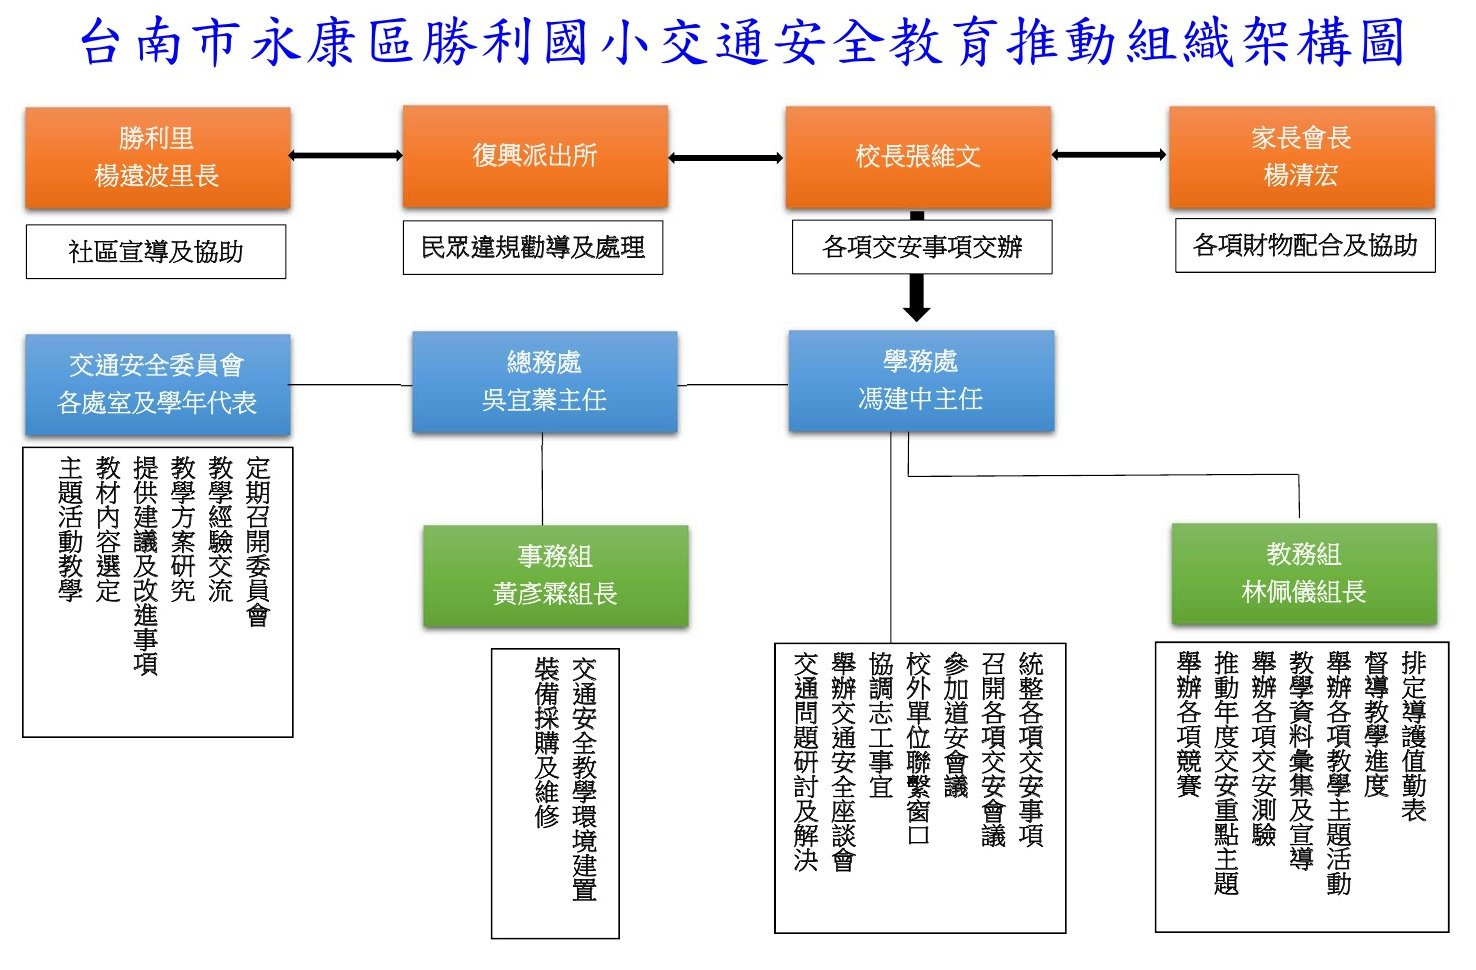 台南市永康區勝利國小交通安全教育推動組織架構圖
勝利里
楊遠波里長
復興派出所
校長張維文
家長會長
楊清宏
社區宣導及協助
民眾違規勸導及處理
各項交安事項交辦
各項財物配合及協助
交通安全委員會
各處室及學年代表
總務處
吳宜蓁主任
學務處
馮建中主任
定期召開委員會
教學經驗交流
教學方案研究
提供建議及改進事項
教材內容選定
主題活動教學
事務組
黃彥霖組長
教務組
林佩儀組長
交通安全教學環境建置
裝備採購及維修
統整各項交安事項
召開各項交安會議
參加道安會議
校外單位聯繫窗口
協調志工事宜
舉辦交通安全座談會
交通問題研討及解決
排定導護值勤表
督導教學進度
舉辦各項教學主題活動
教學資料彙集及宣導
舉辦各項交安測驗
推動年度交安重點主題
舉辦各項競賽